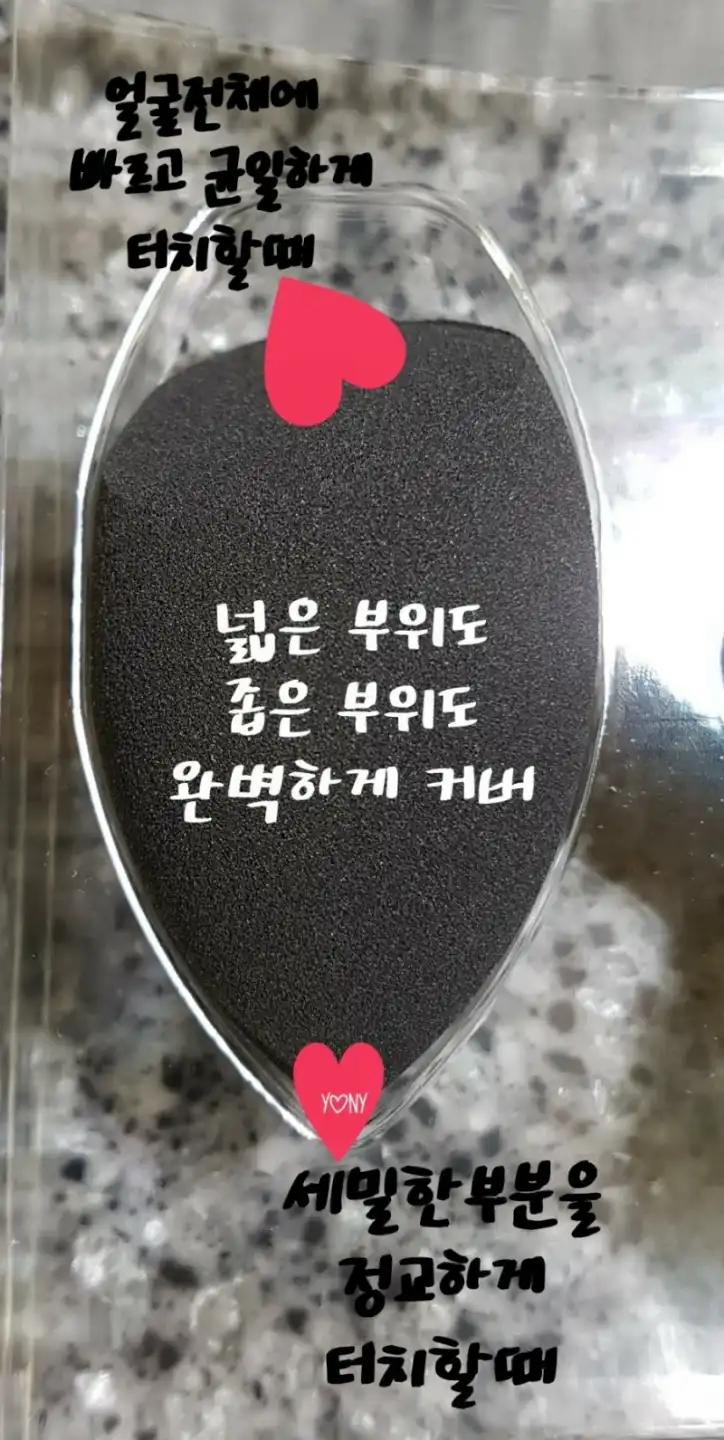 얼굴전체에
빠르고 균일하게
터치할때
넓은 부위도
좁은 부위도
완벽하게 커버
Y♡NY
세밀한부분을
정교하게
터치할때